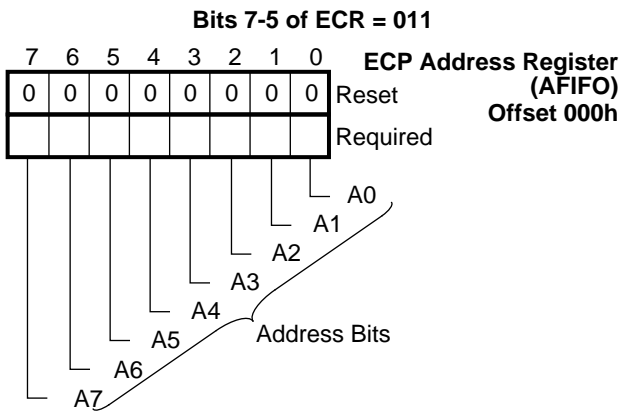 Bits 7-5 of ECR = 011
7 6 5 4 3 2 1 0
ECP Address Register
(AFIFO)
Offset 000h
0 0 0 0 0 0 0 0 Reset
Required
A0
A1
A2
A3
A4
A5
A6
A7
Address Bits